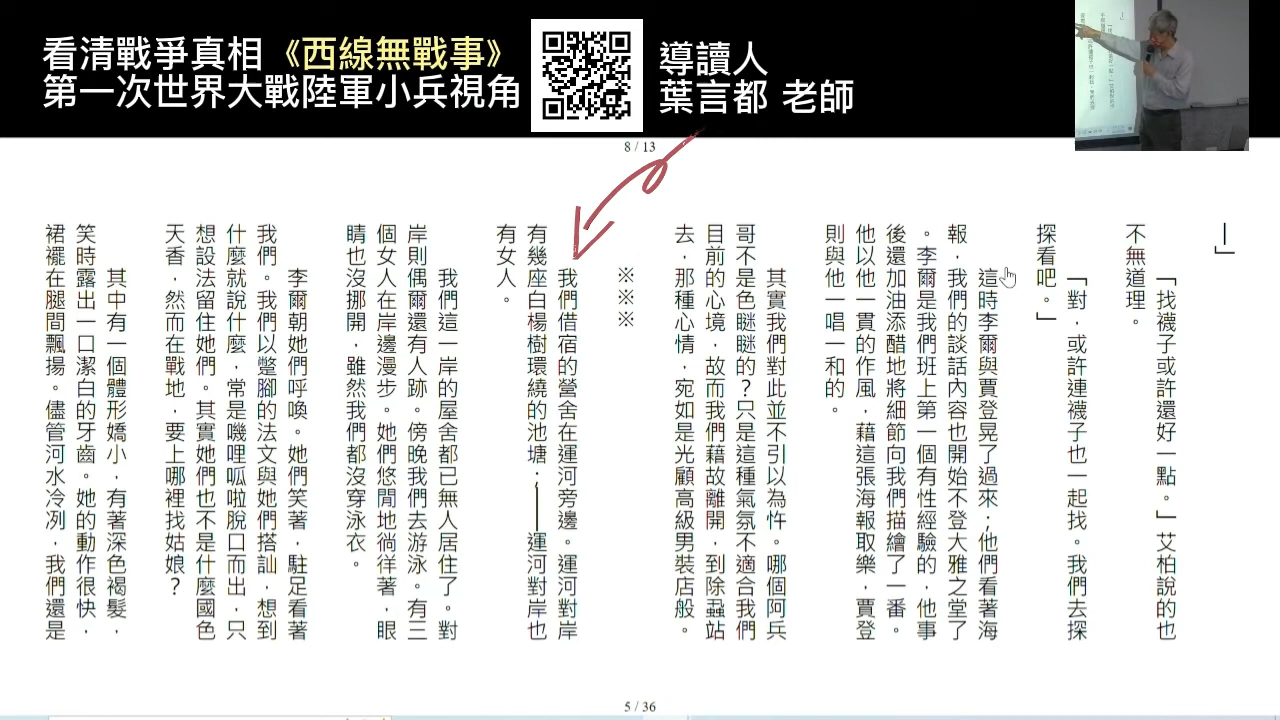 看清戰爭真相《西線無戰事》
第一次世界大戰陸軍小兵視角
導讀人
葉言都 老師
8 / 13
—」
「找襪子或許還好一點。」艾柏說的也
不無道理。
「對，或許連襪子也一起找。我們去探
探看吧。」
這時李爾與賈登晃了過來；他們看著海
報，我們的談話內容也開始不登大雅之堂了
。李爾是我們班上第一個有性經驗的，他事
後還加油添醋地將細節向我們描繪了一番。
他以他一貫的作風，藉這張海報取樂，賈登
則與他一唱一和的。
其實我們對此並不引以為忤。哪個阿兵
哥不是色瞇瞇的？只是這種氣氛不適合我們
目前的心境，故而我們藉故離開，到除蝨站
去，那種心情，宛如是光顧高級男裝店般。
※※※
我們借宿的營舍在運河旁邊。運河對岸
有幾座白楊樹環繞的池塘；——運河對岸也
有女人。
我們這一岸的屋舍都已無人居住了。對
岸則偶爾還有人跡。傍晚我們去游泳。有三
個女人在岸邊漫步。她們悠閒地徜徉著，眼
睛也沒挪開，雖然我們都沒穿泳衣。
李爾朝她們呼喚。她們笑著，駐足看著
我們。我們以蹩腳的法文與她們搭訕，想到
什麼就說什麼，常是嘰哩呱啦脫口而出，只
想設法留住她們。其實她們也不是什麼國色
天香，然而在戰地，要上哪裡找姑娘？
其中有一個體形嬌小，有著深色褐髮，
笑時露出一口潔白的牙齒。她的動作很快，
裙襬在腿間飄揚。儘管河水冷冽，我們還是
5 / 36